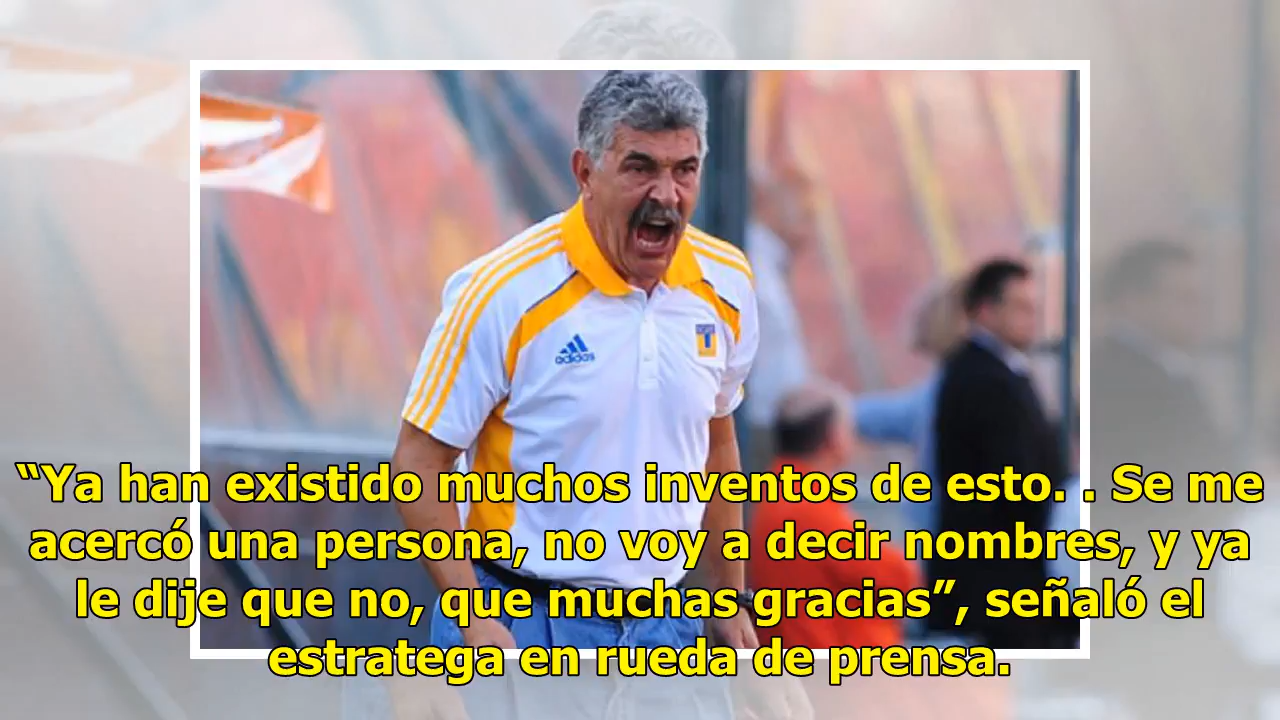 adidas
“Ya han existido muchos inventos de esto. . Se me
acercó una persona, no voy a decir nombres, y ya
le dije que no, que muchas gracias”, señaló el
estratega en rueda de prensa.